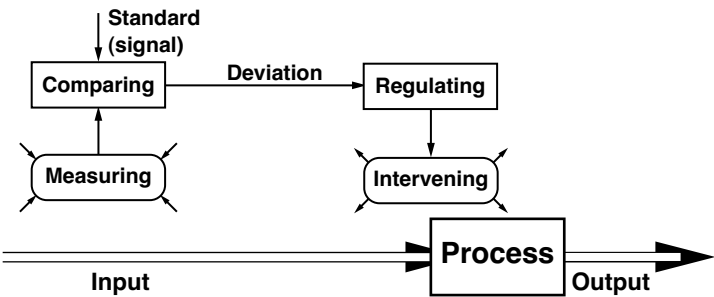 Standard
(signal)
Comparing
Deviation
Regulating
Measuring
Intervening
Process
Input
Output